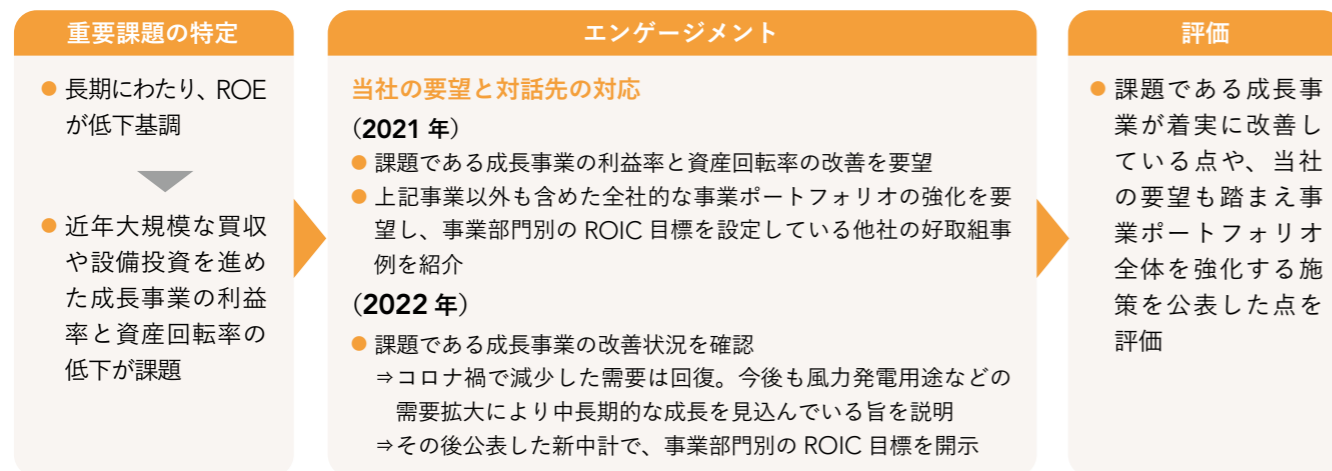 重要課題の特定
● 長期にわたり、ROE
が低下基調
● 近年大規模な買収
や設備投資を進め
た成長事業の利益
率と資産回転率の
低下が課題
エンゲージメント
当社の要望と対話先の対応
（2021 年）
● 課題である成長事業の利益率と資産回転率の改善を要望
● 上記事業以外も含めた全社的な事業ポートフォリオの強化を要
望し、事業部門別の ROIC 目標を設定している他社の好取組事
例を紹介
（2022 年）
● 課題である成長事業の改善状況を確認
⇒コロナ禍で減少した需要は回復。今後も風力発電用途などの
需要拡大により中長期的な成長を見込んでいる旨を説明
⇒その後公表した新中計で、事業部門別の ROIC 目標を開示
評価
● 課題である成長事
業が着実に改善し
ている点や、当社
の要望も踏まえ事
業ポートフォリオ
全体を強化する施
策を公表した点を
評価